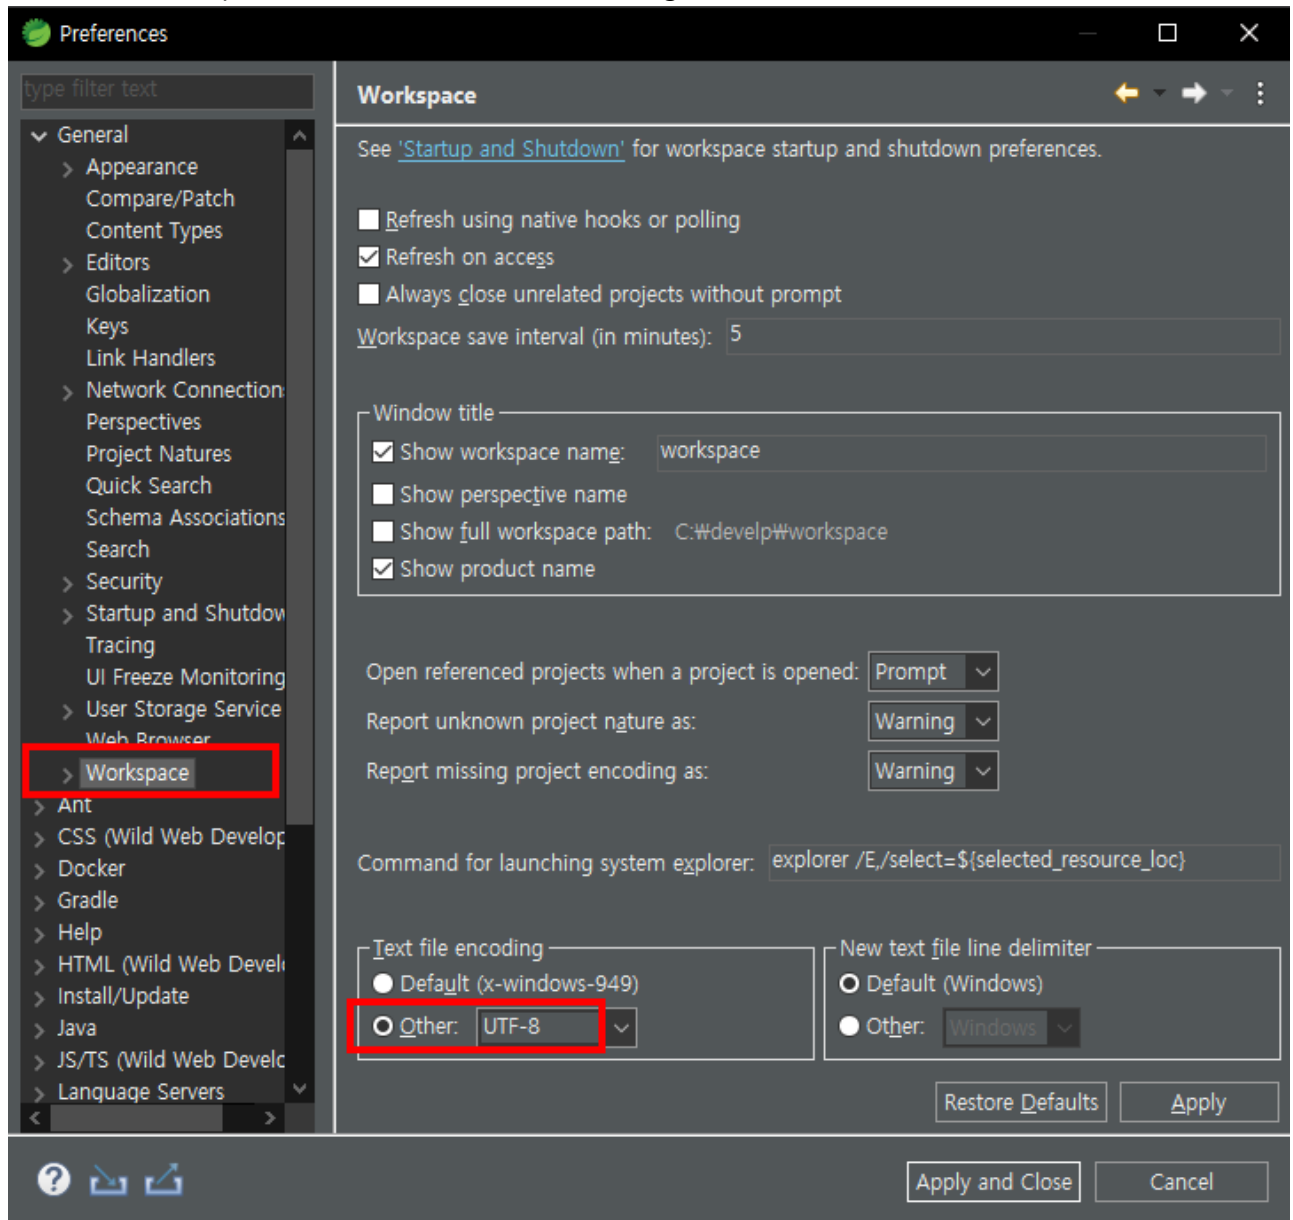 Preferences
type filter text
General
Appearance
Compare/Patch
Content Types
Editors
Globalization
Keys
Link Handlers
Network Connection
Perspectives
Project Natures
Quick Search
Schema Associations
Search
Security
Startup and Shutdow
Tracing
UI Freeze Monitoring
User Storage Service
Web Browser
Workspace
Ant
CSS (Wild Web Develop
Docker
Gradle
Help
HTML (Wild Web Devel
Install/Update
Java
JS/TS (Wild Web Develc
Language Servers
Workspace
See 'Startup and Shutdown' for workspace startup and shutdown preferences.
Refresh using native hooks or polling
Refresh on access
Always close unrelated projects without prompt
Workspace save interval (in minutes): 5
Window title
Show workspace name: workspace
Show perspective name
Show full workspace path: C:₩develp₩workspace
Show product name
Open referenced projects when a project is opened: Prompt
Report unknown project nature as: Warning
Report missing project encoding as: Warning
Command for launching system explorer: explorer /E,/select=${selected_resource_loc}
Text file encoding
Default (x-windows-949)
Other: UTF-8
New text file line delimiter
Default (Windows)
Other: Windows
Restore Defaults
Apply
Apply and Close
Cancel